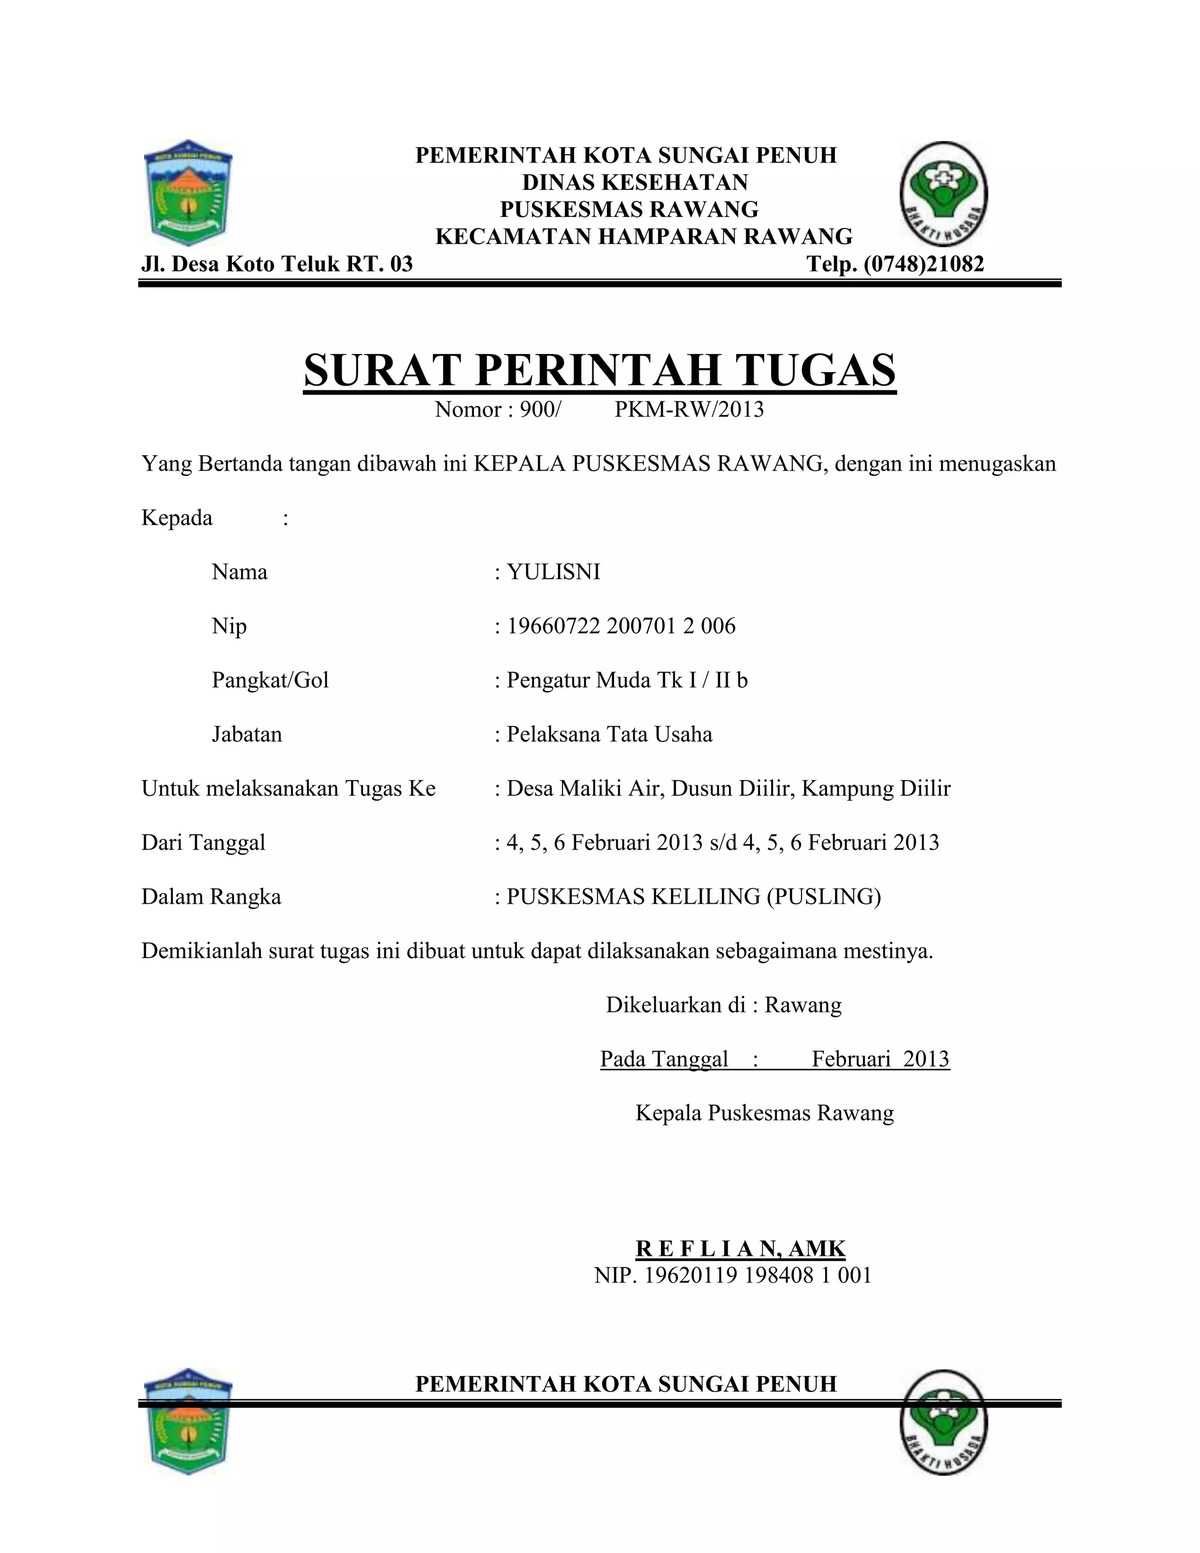 PEMERINTAH KOTA SUNGAI PENUH
DINAS KESEHATAN
PUSKESMAS RAWANG
KECAMATAN HAMPARAN RAWANG
KOTA SUNGAI PENUH
BHAKTI HUSADA
Jl. Desa Koto Teluk RT. 03 Telp. (0748)21082
SURAT PERINTAH TUGAS
Nomor : 900/ PKM-RW/2013
Yang Bertanda tangan dibawah ini KEPALA PUSKESMAS RAWANG, dengan ini menugaskan
Kepada :
Nama : YULISNI
Nip : 19660722 200701 2 006
Pangkat/Gol : Pengatur Muda Tk I / II b
Jabatan : Pelaksana Tata Usaha
Untuk melaksanakan Tugas Ke : Desa Maliki Air, Dusun Diilir, Kampung Diilir
Dari Tanggal : 4, 5, 6 Februari 2013 s/d 4, 5, 6 Februari 2013
Dalam Rangka : PUSKESMAS KELILING (PUSLING)
Demikianlah surat tugas ini dibuat untuk dapat dilaksanakan sebagaimana mestinya.
Dikeluarkan di : Rawang
Pada Tanggal : Februari 2013
Kepala Puskesmas Rawang
R E F L I A N, AMK
NIP. 19620119 198408 1 001
PEMERINTAH KOTA SUNGAI PENUH
KOTA SUNGAI PENUH
BHAKTI HUSADA